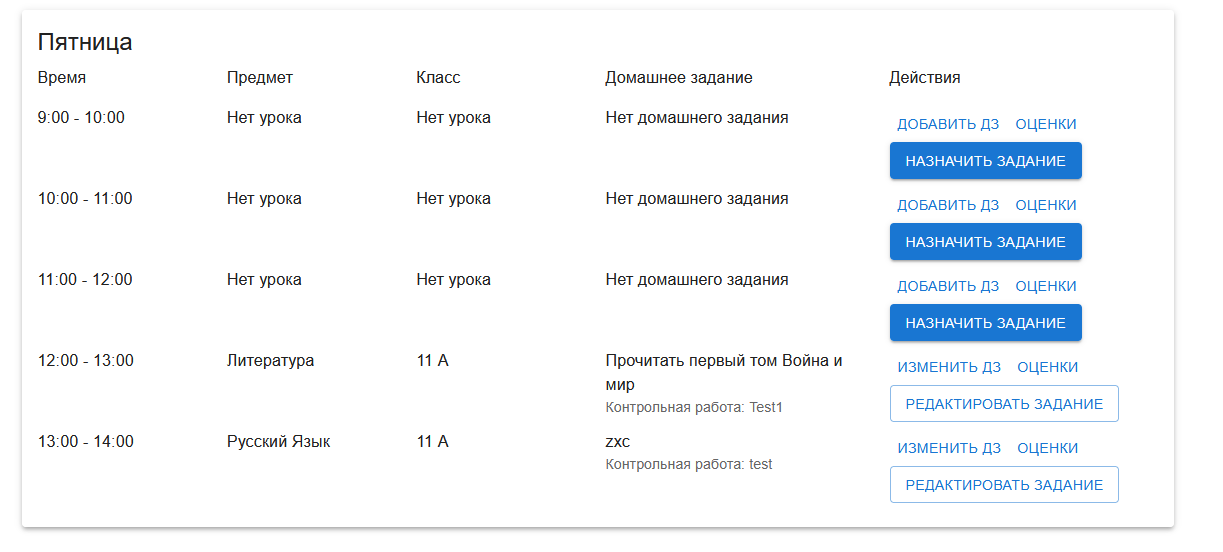 Пятница
Время Предмет Класс Домашнее задание Действия
9:00 - 10:00 Нет урока Нет урока Нет домашнего задания ДОБАВИТЬ ДЗ ОЦЕНКИ
НАЗНАЧИТЬ ЗАДАНИЕ
10:00 - 11:00 Нет урока Нет урока Нет домашнего задания ДОБАВИТЬ ДЗ ОЦЕНКИ
НАЗНАЧИТЬ ЗАДАНИЕ
11:00 - 12:00 Нет урока Нет урока Нет домашнего задания ДОБАВИТЬ ДЗ ОЦЕНКИ
НАЗНАЧИТЬ ЗАДАНИЕ
12:00 - 13:00 Литература 11 А Прочитать первый том Война и ИЗМЕНИТЬ ДЗ ОЦЕНКИ
мир
Контрольная работа: Test1 РЕДАКТИРОВАТЬ ЗАДАНИЕ
13:00 - 14:00 Русский Язык 11 А zxc ИЗМЕНИТЬ ДЗ ОЦЕНКИ
Контрольная работа: test
РЕДАКТИРОВАТЬ ЗАДАНИЕ